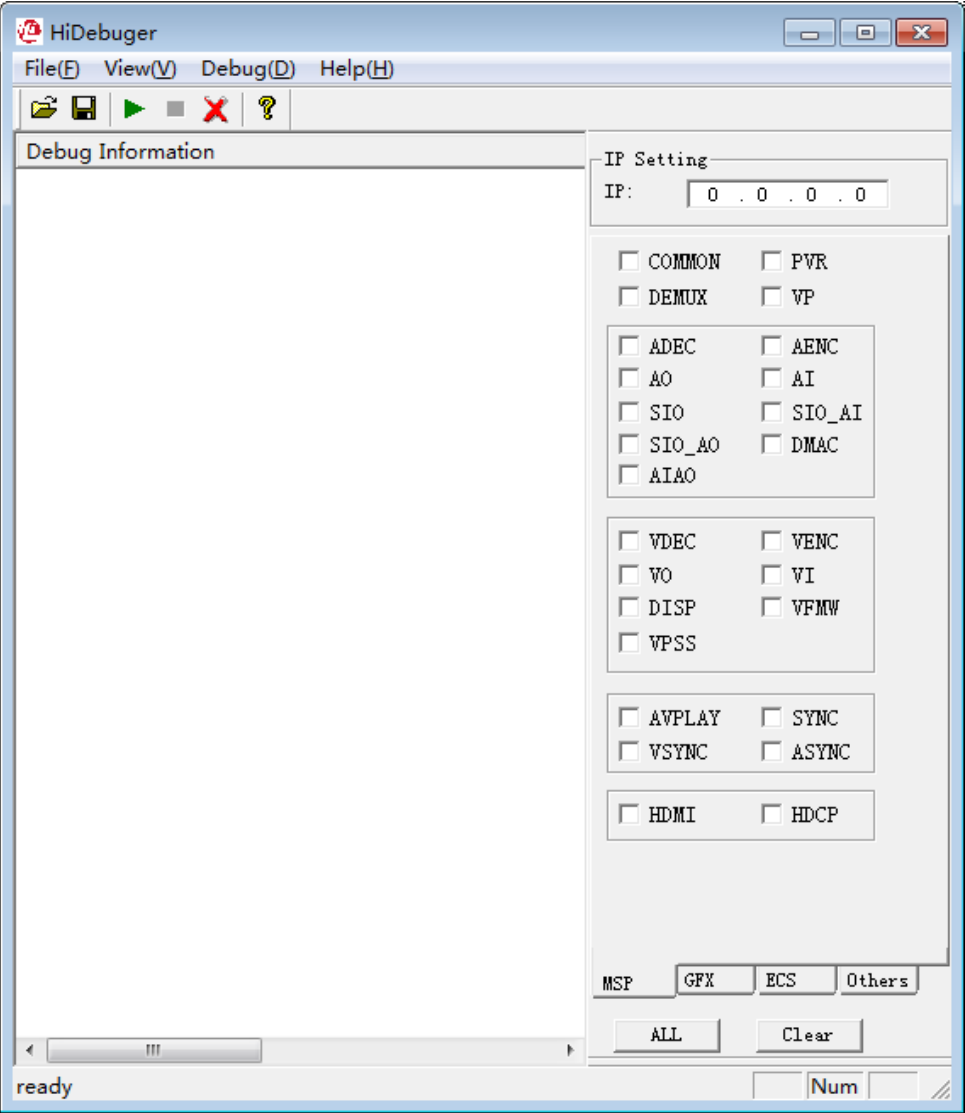 HiDebuger
File(F) View(V) Debug(D) Help(H)
Debug Information
IP Setting
IP: 0 . 0 . 0 . 0
COMMON PVR
DEMUX VP
ADEC AENC
AO AI
SIO SIO_AI
SIO_AO DMAC
AIAO
VDEC VENC
VO VI
DISP VFMW
VPSS
AVPLAY SYNC
VSYNC ASYNC
HDMI HDCP
MSP GFX ECS Others
ALL Clear
ready Num